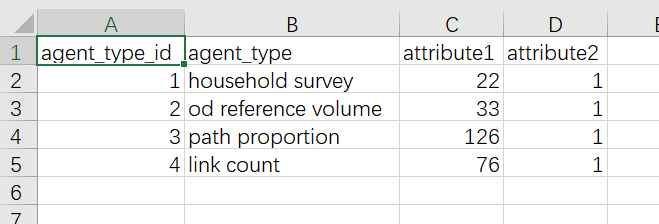 A B C D E
1 agent_type_id agent_type attribute1 attribute2
2 1 household survey 22 1
3 2 od reference volume 33 1
4 3 path proportion 126 1
5 4 link count 76 1
6
7